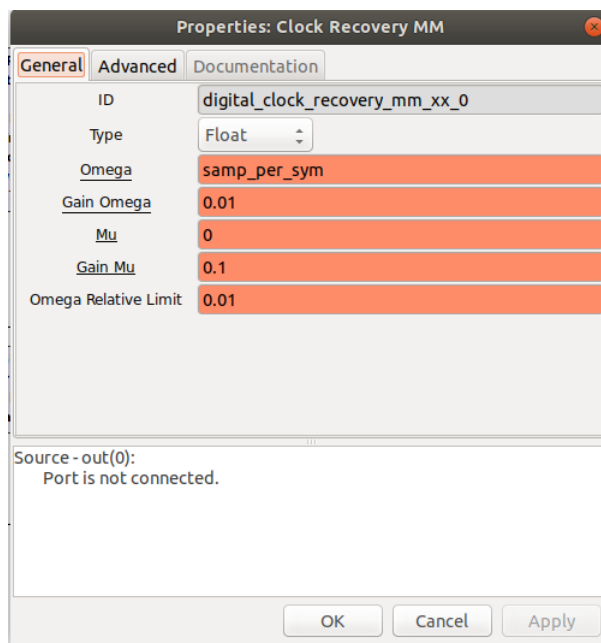 Properties: Clock Recovery MM
General Advanced Documentation
ID digital_clock_recovery_mm_xx_0
Type Float
Omega samp_per_sym
Gain Omega 0.01
Mu 0
Gain Mu 0.1
Omega Relative Limit 0.01
Source - out(0):
Port is not connected.
OK Cancel Apply